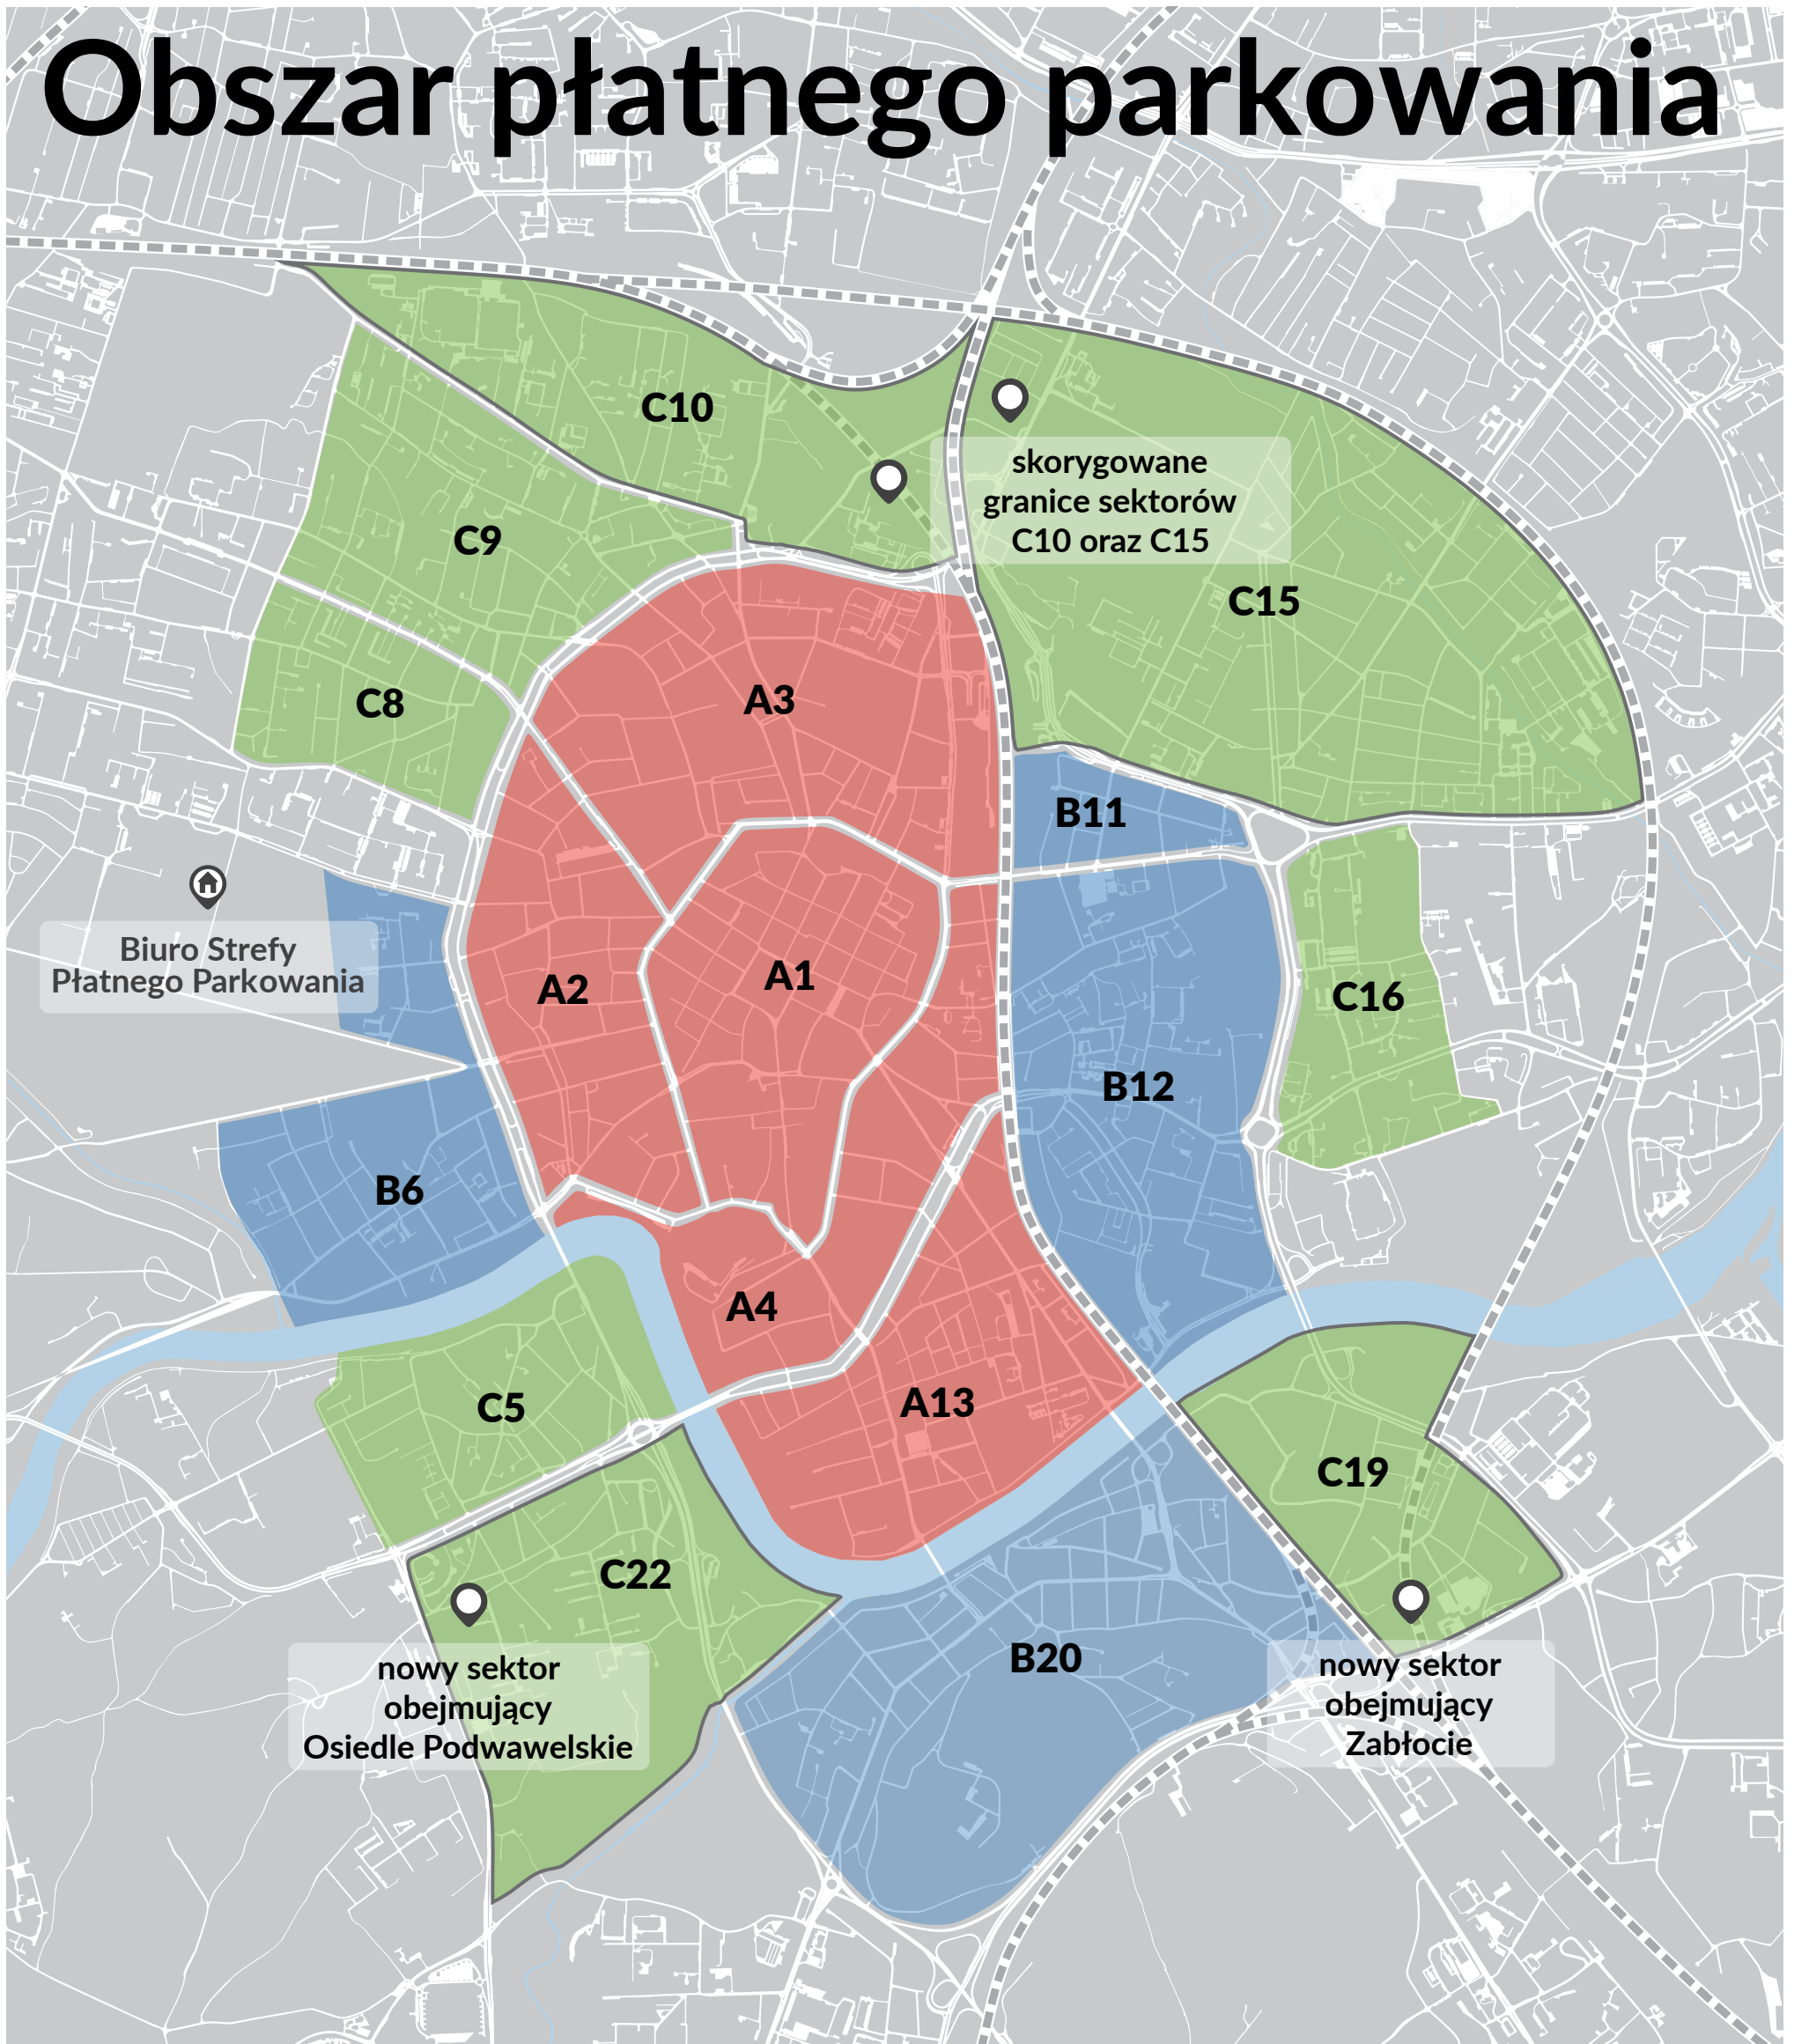 Obszar płatnego parkowania
C10
skorygowane
granice sektorów
C10 oraz C15
C9
C15
C8
A3
B11
Biuro Strefy
Płatnego Parkowania
A2
A1
C16
B12
B6
A4
C5
A13
C19
C22
B20
nowy sektor
obejmujący
Osiedle Podwawelskie
nowy sektor
obejmujący
Zabłocie